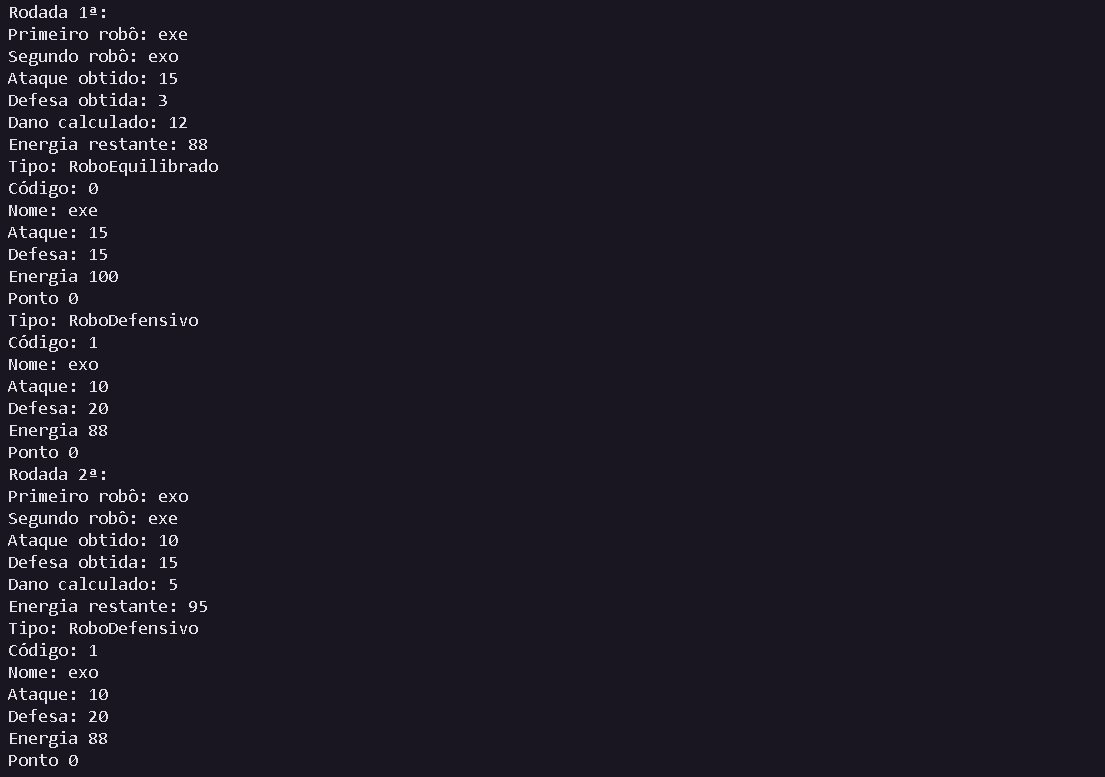 Rodada 1ª:
Primeiro robô: exe
Segundo robô: exo
Ataque obtido: 15
Defesa obtida: 3
Dano calculado: 12
Energia restante: 88
Tipo: RoboEquilibrado
Código: 0
Nome: exe
Ataque: 15
Defesa: 15
Energia 100
Ponto 0
Tipo: RoboDefensivo
Código: 1
Nome: exo
Ataque: 10
Defesa: 20
Energia 88
Ponto 0
Rodada 2ª:
Primeiro robô: exo
Segundo robô: exe
Ataque obtido: 10
Defesa obtida: 15
Dano calculado: 5
Energia restante: 95
Tipo: RoboDefensivo
Código: 1
Nome: exo
Ataque: 10
Defesa: 20
Energia 88
Ponto 0